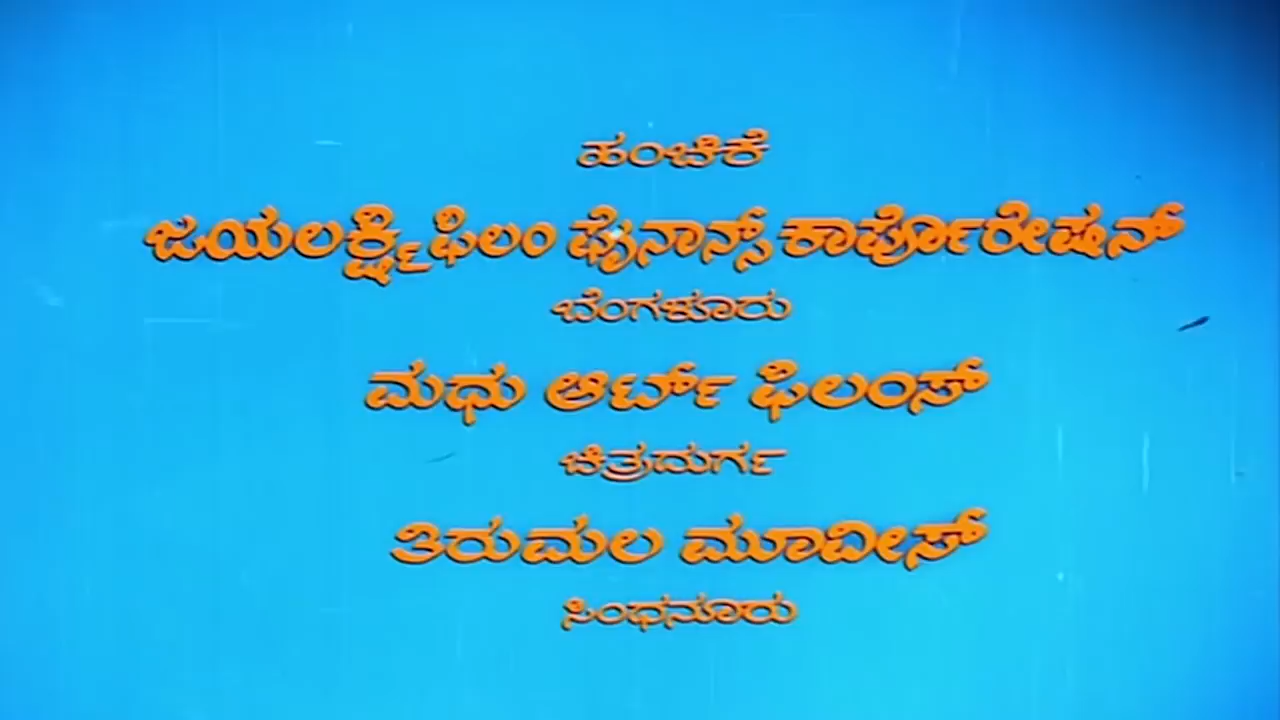 ಹಂಚಿಕೆ
ಜಯಲಕ್ಷ್ಮಿ ಫಿಲಂ ಫೈನಾನ್ಸ್ ಕಾರ್ಪೊರೇಷನ್
ಬೆಂಗಳೂರು
ಮಧು ಆರ್ಟ್ ಫಿಲಂಸ್
ಚಿತ್ರದುರ್ಗ
ತಿರುಮಲ ಮೂವೀಸ್
ಸಿಂಧನೂರು